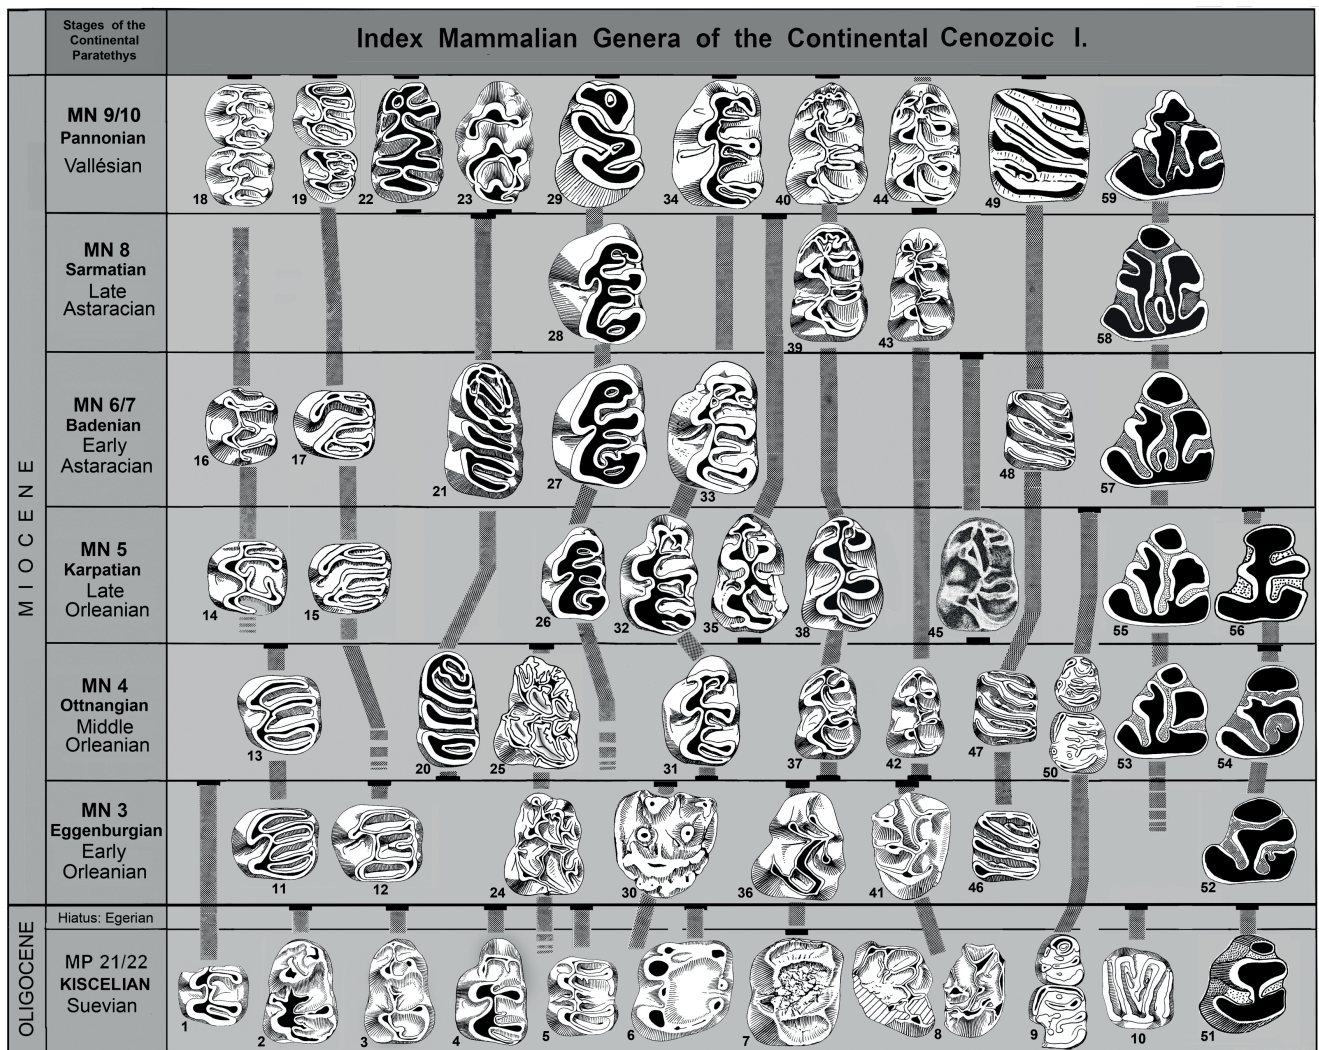 Stages of the
Continental
Paratethys
Index Mammalian Genera of the Continental Cenozoic I.
MIOCENE
MN 9/10
Pannonian
Vallésian
18 19 22 23 29 34 40 44 49 59
MN 8
Sarmatian
Late
Astaracian
28 39 43 58
MN 6/7
Badenian
Early
Astaracian
16 17 21 27 33 48 57
MN 5
Karpatian
Late
Orleanian
14 15 26 32 35 38 45 55 56
MN 4
Ottnangian
Middle
Orleanian
13 20 25 31 37 42 47 50 53 54
MN 3
Eggenburgian
Early
Orleanian
11 12 24 30 36 41 46 52
OLIGOCENE
Hiatus: Egerian
MP 21/22
KISCELIAN
Suevian
1 2 3 4 5 6 7 8 9 10 51